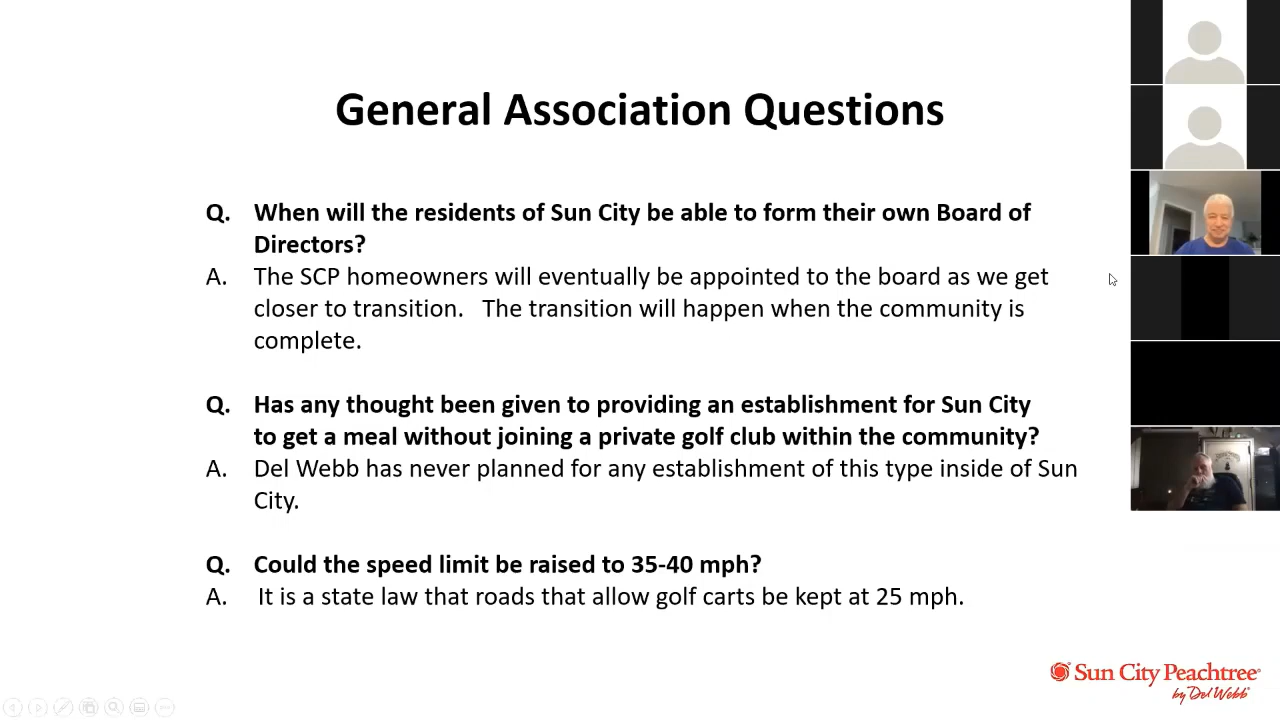 General Association Questions
Q. When will the residents of Sun City be able to form their own Board of
Directors?
A. The SCP homeowners will eventually be appointed to the board as we get
closer to transition. The transition will happen when the community is
complete.
Q. Has any thought been given to providing an establishment for Sun City
to get a meal without joining a private golf club within the community?
A. Del Webb has never planned for any establishment of this type inside of Sun
City.
Q. Could the speed limit be raised to 35-40 mph?
A. It is a state law that roads that allow golf carts be kept at 25 mph.
Sun City Peachtree
by Del Webb